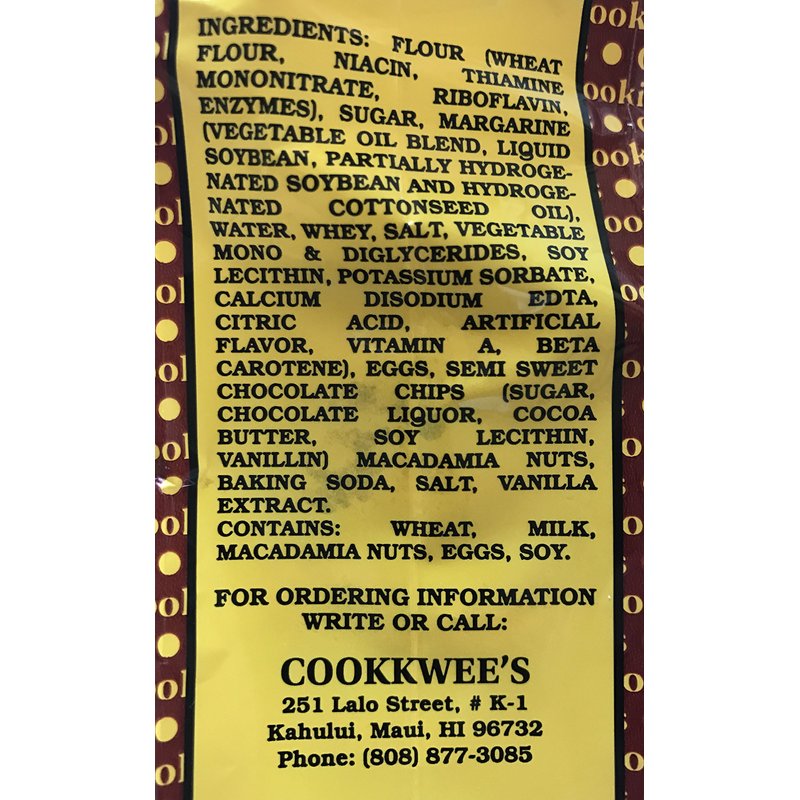 INGREDIENTS: FLOUR (WHEAT
FLOUR, NIACIN, THIAMINE
MONONITRATE, RIBOFLAVIN,
ENZYMES), SUGAR, MARGARINE
(VEGETABLE OIL BLEND, LIQUID
SOYBEAN, PARTIALLY HYDROGE-
NATED SOYBEAN AND HYDROGE-
NATED COTTONSEED OIL),
WATER, WHEY, SALT, VEGETABLE
MONO & DIGLYCERIDES, SOY
LECITHIN, POTASSIUM SORBATE,
CALCIUM DISODIUM EDTA,
CITRIC ACID, ARTIFICIAL
FLAVOR, VITAMIN A, BETA
CAROTENE), EGGS, SEMI SWEET
CHOCOLATE CHIPS (SUGAR,
CHOCOLATE LIQUOR, COCOA
BUTTER, SOY LECITHIN,
VANILLIN) MACADAMIA NUTS,
BAKING SODA, SALT, VANILLA
EXTRACT.
CONTAINS: WHEAT, MILK,
MACADAMIA NUTS, EGGS, SOY.
FOR ORDERING INFORMATION
WRITE OR CALL:
COOKKWEE'S
251 Lalo Street, # K-1
Kahului, Maui, HI 96732
Phone: (808) 877-3085